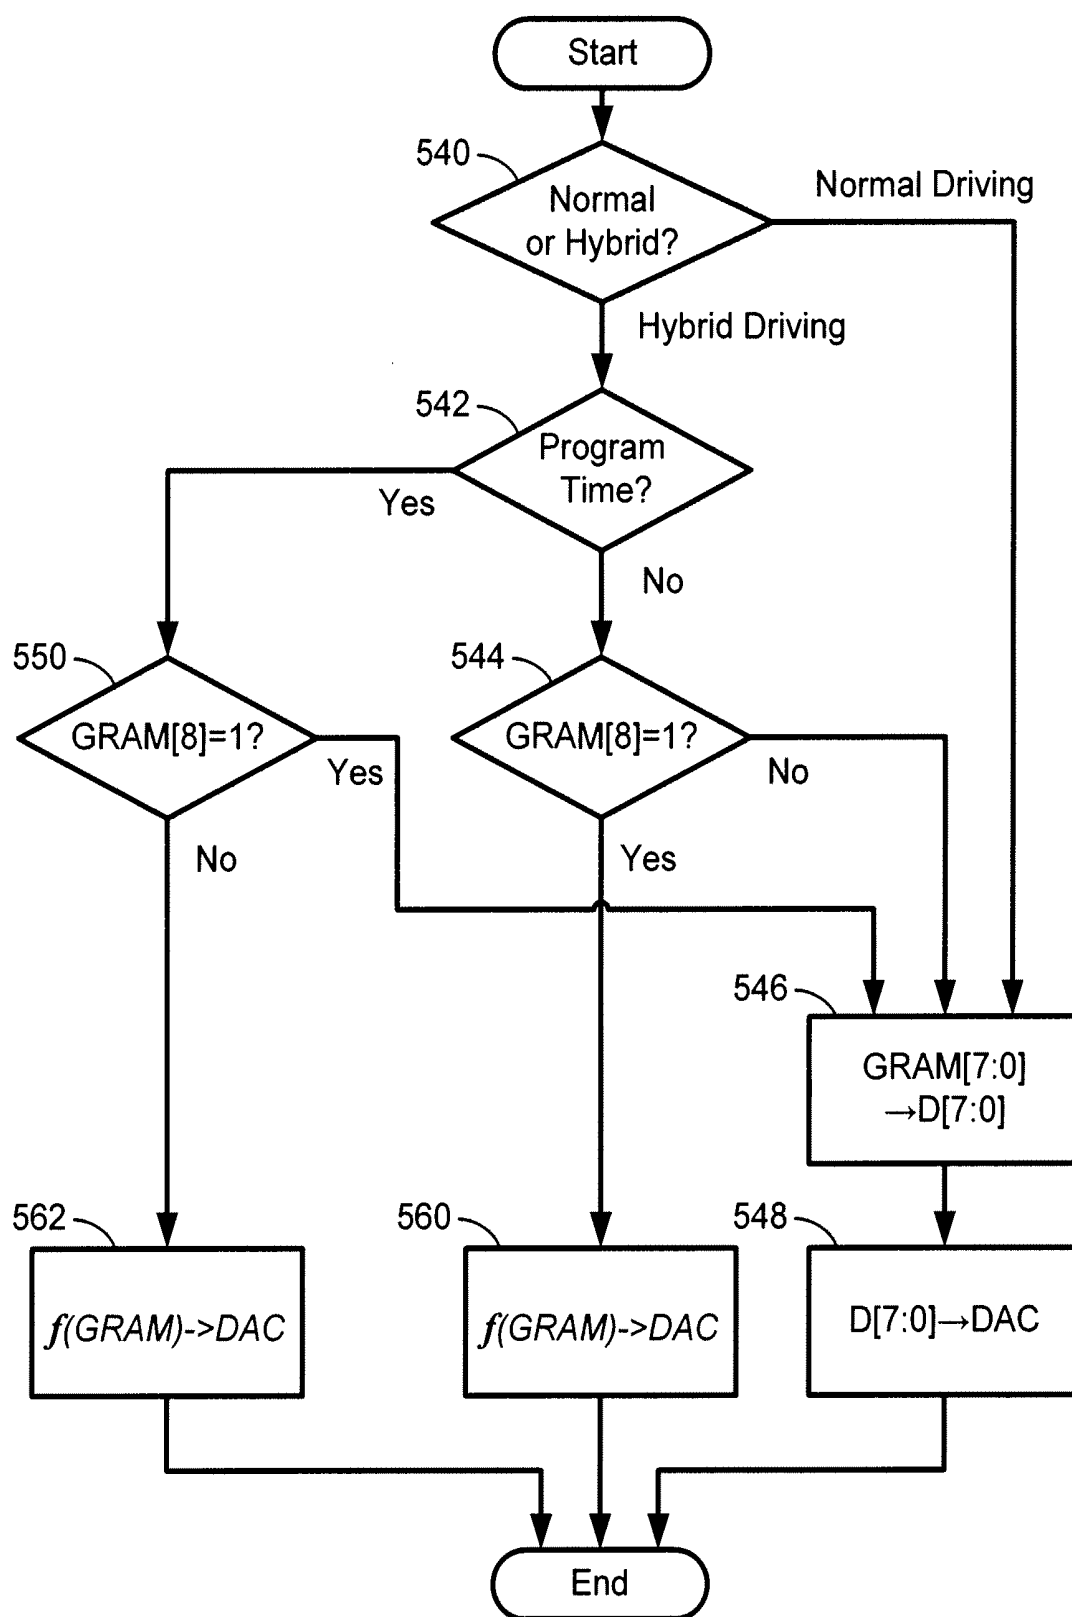 Start
540
Normal
or Hybrid?
Normal Driving
Hybrid Driving
542
Program
Time?
Yes
No
550
GRAM[8]=1?
Yes
No
544
GRAM[8]=1?
No
Yes
546
GRAM[7:0]
→D[7:0]
562
f(GRAM)->DAC
560
f(GRAM)->DAC
548
D[7:0]→DAC
End